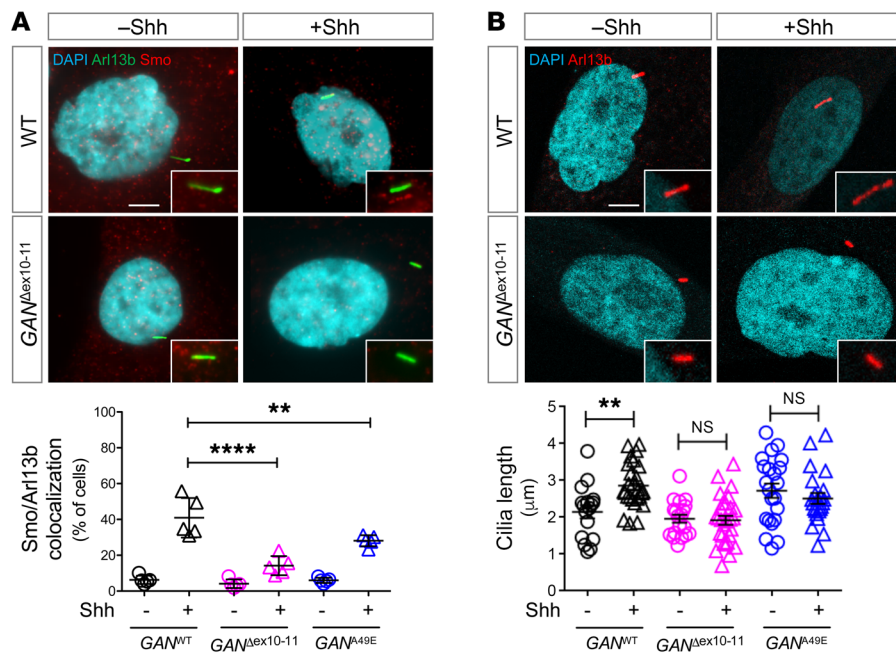 A
–Shh
+Shh
WT
DAPI Arl13b Smo
GANΔex10-11
Smo/Arl13b
colocalization
(% of cells)
100
80
60
40
20
0
**
****
Shh
- + - + - +
GANWT GANΔex10-11 GANA49E
B
–Shh
+Shh
WT
DAPI Arl13b
GANΔex10-11
Cilia length
(μm)
5
4
3
2
1
0
**
NS
NS
Shh
- + - + - +
GANWT GANΔex10-11 GANA49E